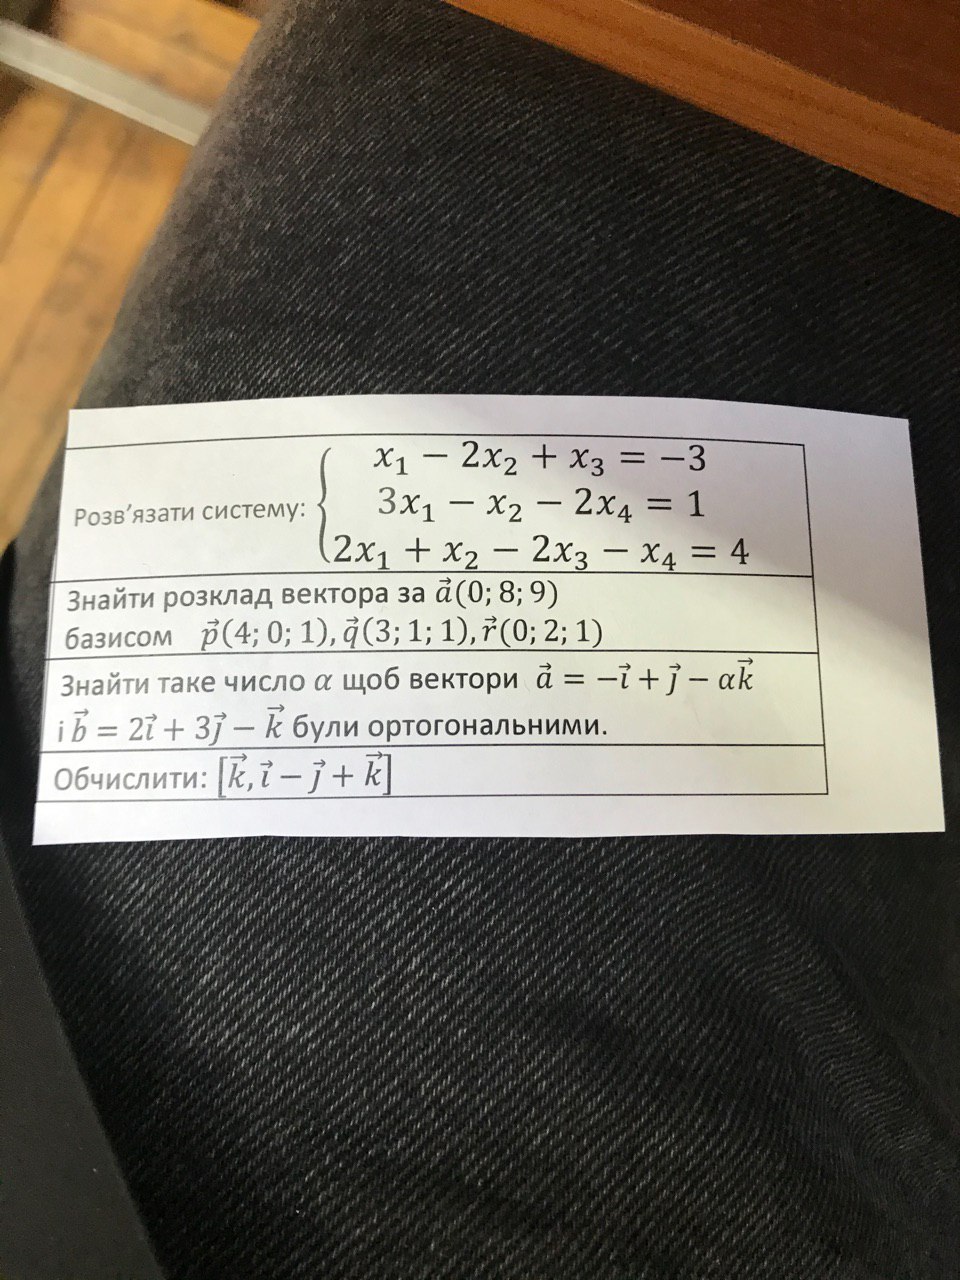 Розв’язати систему: { x₁ − 2x₂ + x₃ = −3
3x₁ − x₂ − 2x₄ = 1
2x₁ + x₂ − 2x₃ − x₄ = 4
Знайти розклад вектора за a⃗(0; 8; 9)
базисом p⃗(4; 0; 1), q⃗(3; 1; 1), r⃗(0; 2; 1)
Знайти таке число α щоб вектори a⃗ = −i⃗ + j⃗ − αk⃗
і b⃗ = 2i⃗ + 3j⃗ − k⃗ були ортогональними.
Обчислити: [k⃗, i⃗ − j⃗ + k⃗]